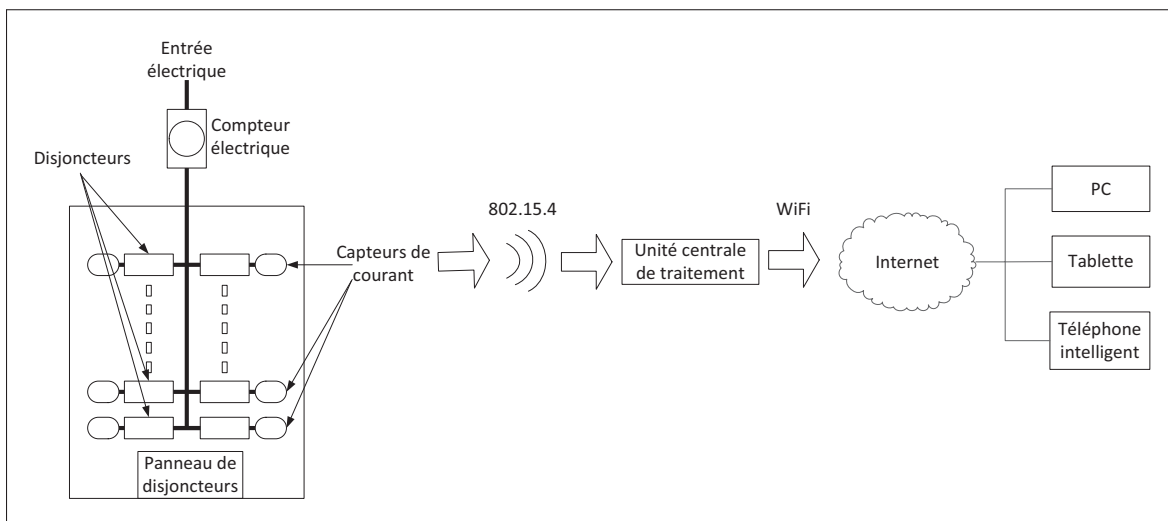 Entrée
électrique
Compteur
électrique
Disjoncteurs
Capteurs de
courant
Panneau de
disjoncteurs
802.15.4
Unité centrale
de traitement
WiFi
Internet
PC
Tablette
Téléphone
intelligent